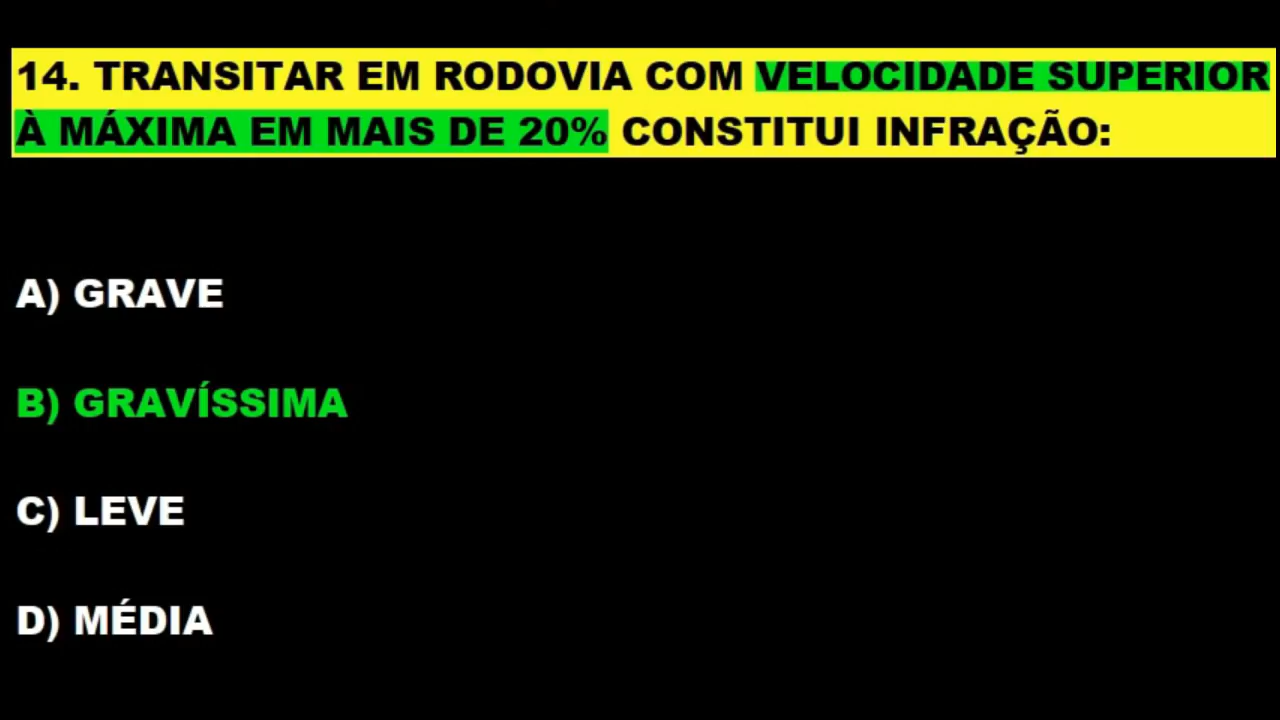 14. TRANSITAR EM RODOVIA COM VELOCIDADE SUPERIOR
À MÁXIMA EM MAIS DE 20% CONSTITUI INFRAÇÃO:
A) GRAVE
B) GRAVÍSSIMA
C) LEVE
D) MÉDIA